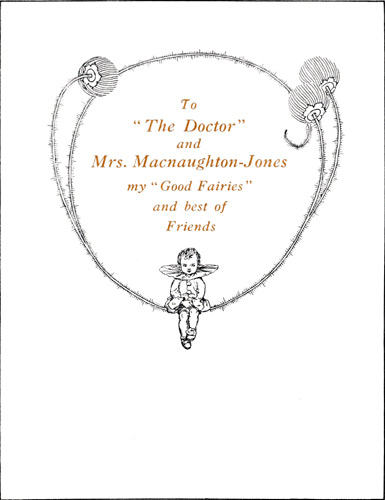 To
“The Doctor”
and
Mrs. Macnaughton-Jones
my “Good Fairies”
and best of
Friends